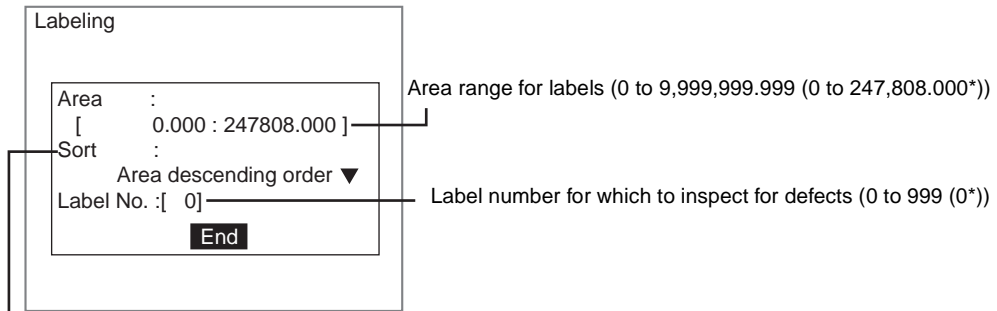 Labeling
Area :
[ 0.000 : 247808.000 ]
Sort :
Area descending order ▼
Label No. :[ 0]
End
Area range for labels (0 to 9,999,999.999 (0 to 247,808.000*))
Label number for which to inspect for defects (0 to 999 (0*))